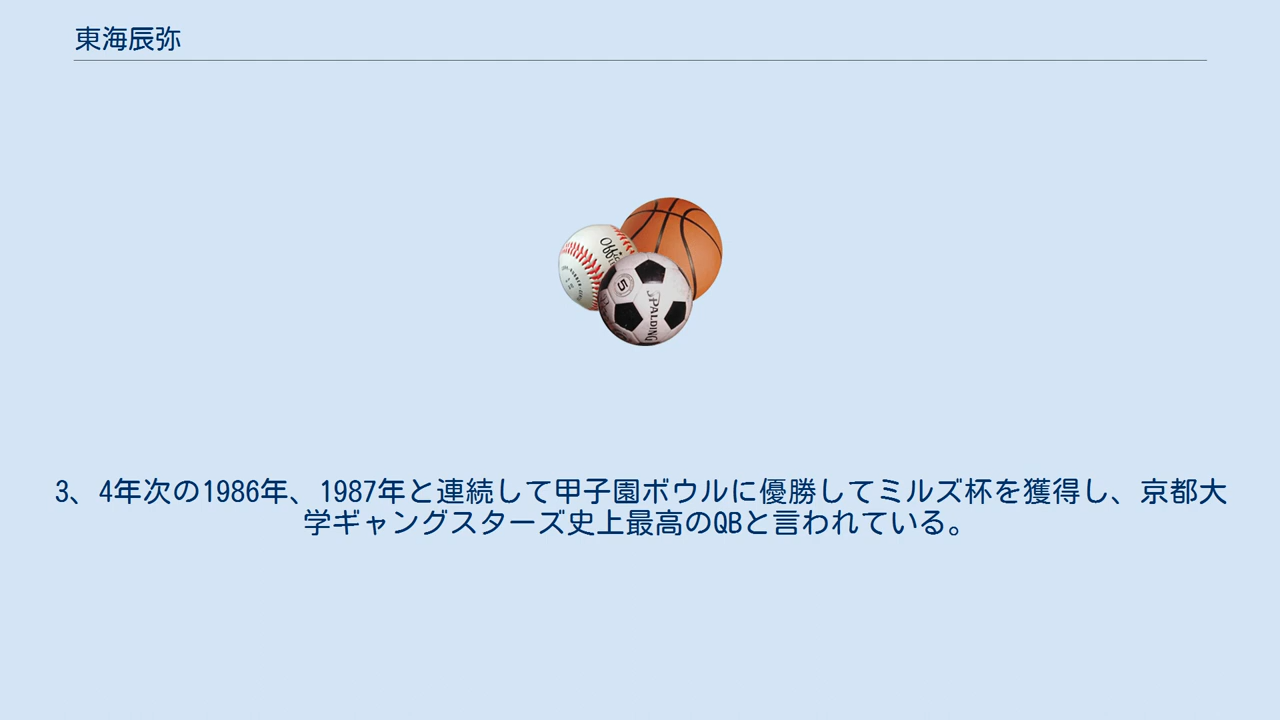 東海辰弥
Offi
5
SPALDING
3、4年次の1986年、1987年と連続して甲子園ボウルに優勝してミルズ杯を獲得し、京都大
学ギャングスターズ史上最高のQBと言われている。